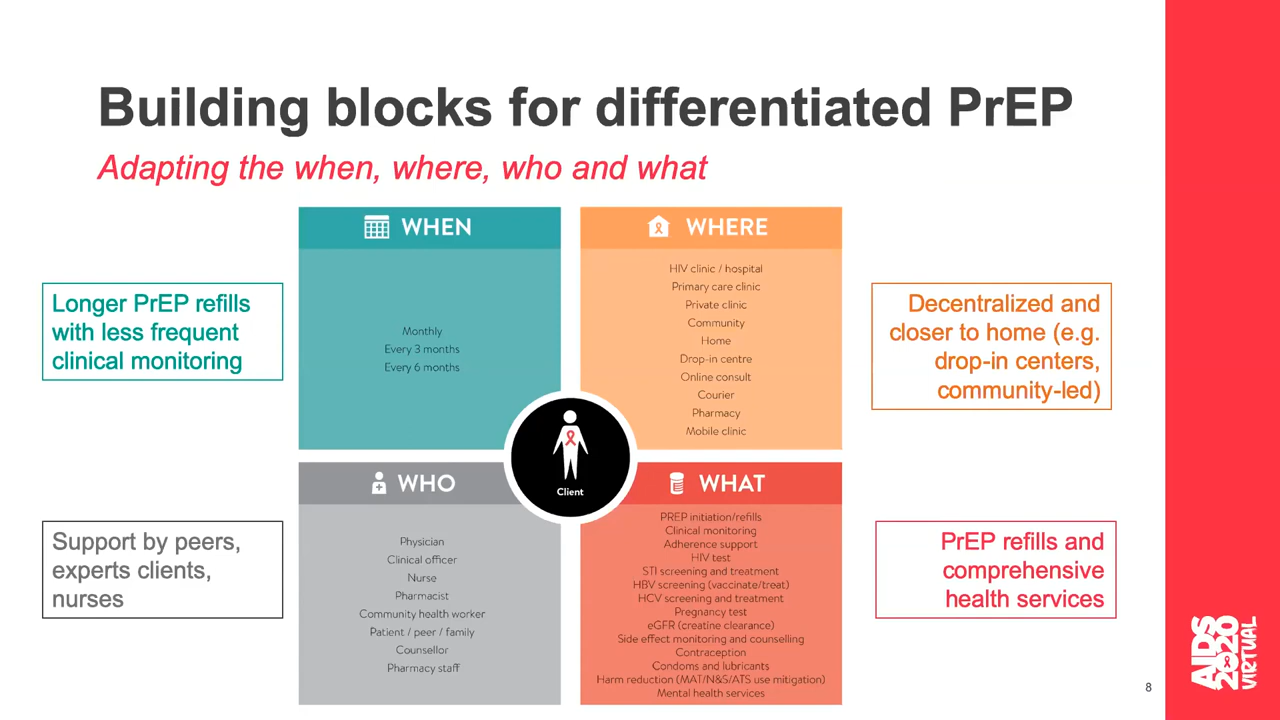 Building blocks for differentiated PrEP
Adapting the when, where, who and what
Longer PrEP refills
with less frequent
clinical monitoring
WHEN
Monthly
Every 3 months
Every 6 months
WHERE
HIV clinic / hospital
Primary care clinic
Private clinic
Community
Home
Drop-in centre
Online consult
Courier
Pharmacy
Mobile clinic
Decentralized and
closer to home (e.g.
drop-in centers,
community-led)
Client
Support by peers,
experts clients,
nurses
WHO
Physician
Clinical officer
Nurse
Pharmacist
Community health worker
Patient / peer / family
Counsellor
Pharmacy staff
WHAT
PREP initiation/refills
Clinical monitoring
Adherence support
HIV test
STI screening and treatment
HBV screening (vaccinate/treat)
HCV screening and treatment
Pregnancy test
eGFR (creatine clearance)
Side effect monitoring and counselling
Contraception
Condoms and lubricants
Harm reduction (MAT/N&S/ATS use mitigation)
Mental health services
PrEP refills and
comprehensive
health services
8
AIDS
2020
VIRTUAL